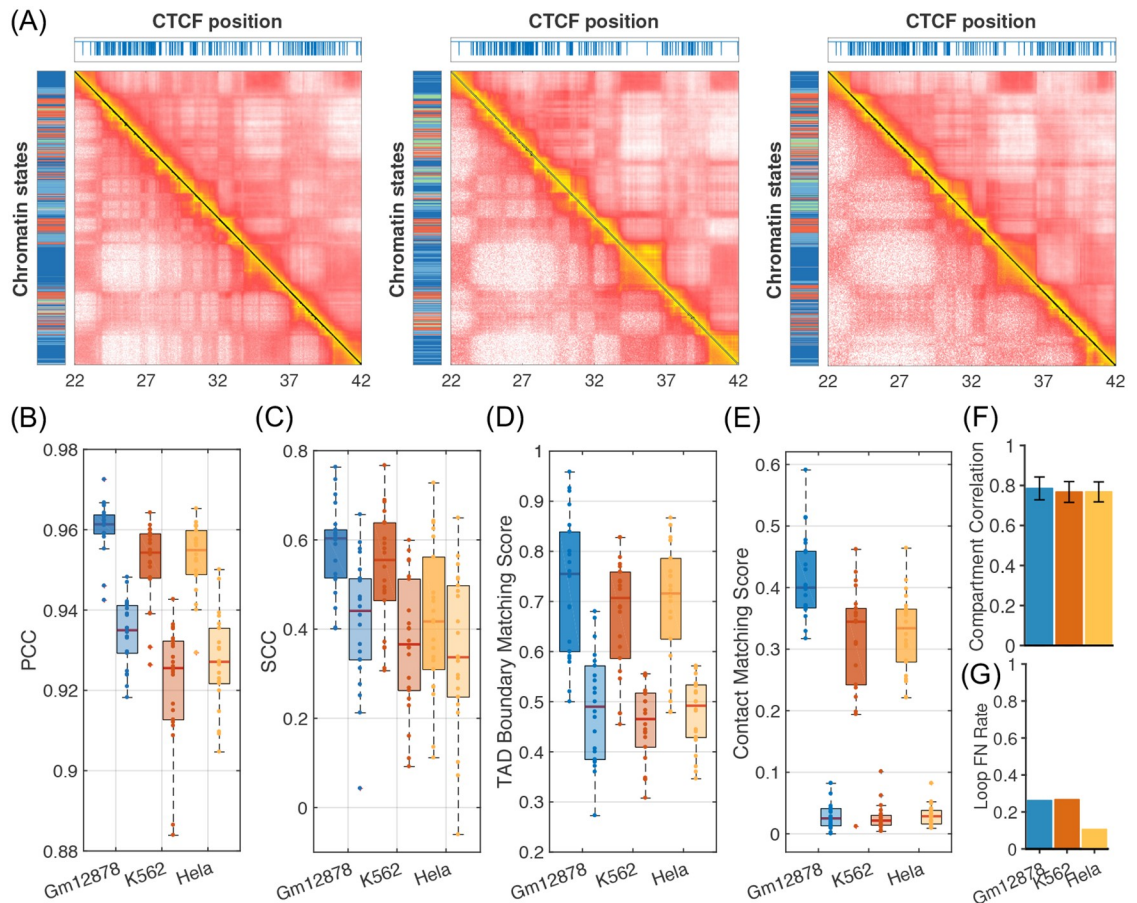 (A)
CTCF position
CTCF position
CTCF position
Chromatin states
Chromatin states
Chromatin states
22 27 32 37 42
22 27 32 37 42
22 27 32 37 42
(B)
0.98
0.96
0.94
0.92
0.9
0.88
PCC
Gm12878 K562 Hela
(C)
0.8
0.6
0.4
0.2
0
SCC
Gm12878 K562 Hela
(D)
1
0.9
0.8
0.7
0.6
0.5
0.4
0.3
0.2
TAD Boundary Matching Score
Gm12878 K562 Hela
(E)
0.6
0.5
0.4
0.3
0.2
0.1
0
Contact Matching Score
Gm12878 K562 Hela
(F)
1
0.8
0.6
0.4
0.2
0
Compartment Correlation
(G)
1
0.8
0.6
0.4
0.2
0
Loop FN Rate
Gm12878 K562 Hela